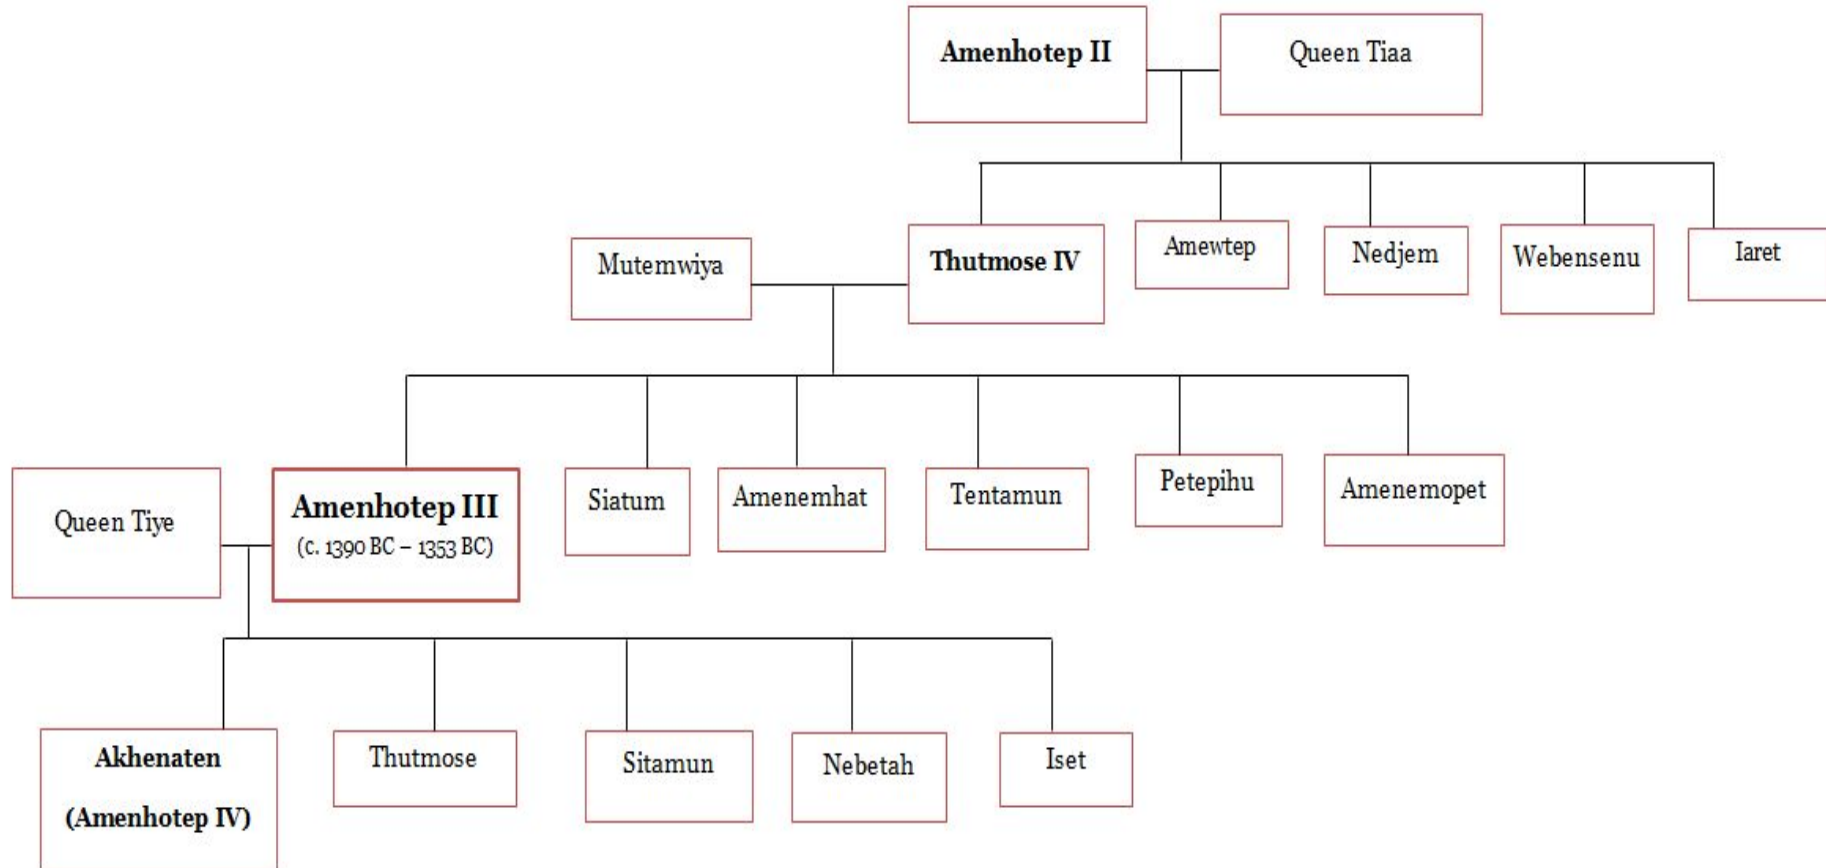 Amenhotep II
Queen Tiaa
Mutemwiya
Thutmose IV
Amewtep
Nedjem
Webensenu
Iaret
Queen Tiye
Amenhotep III
(c. 1390 BC – 1353 BC)
Siatum
Amenemhat
Tentamun
Petepihu
Amenemopet
Akhenaten
(Amenhotep IV)
Thutmose
Sitamun
Nebetah
Iset